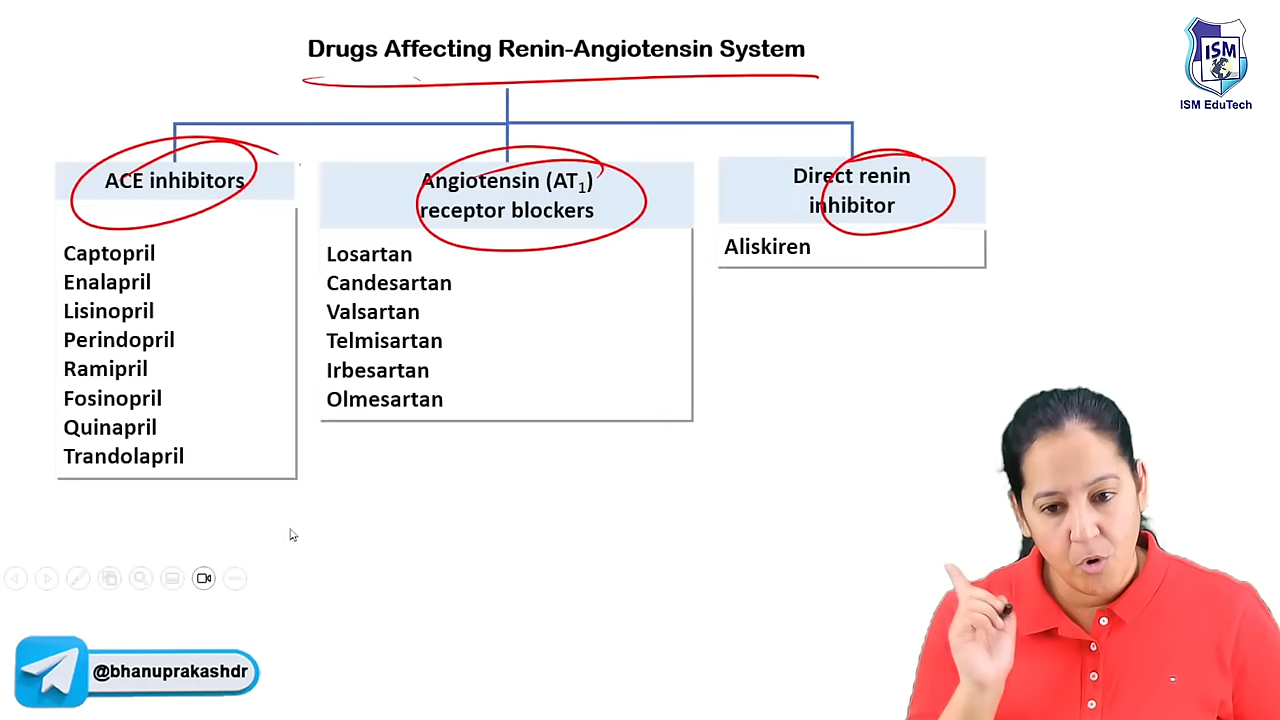 Drugs Affecting Renin-Angiotensin System
ISM
ISM EduTech
ACE inhibitors
Captopril
Enalapril
Lisinopril
Perindopril
Ramipril
Fosinopril
Quinapril
Trandolapril
Angiotensin (AT₁)
receptor blockers
Losartan
Candesartan
Valsartan
Telmisartan
Irbesartan
Olmesartan
Direct renin
inhibitor
Aliskiren
@bhanuprakashdr